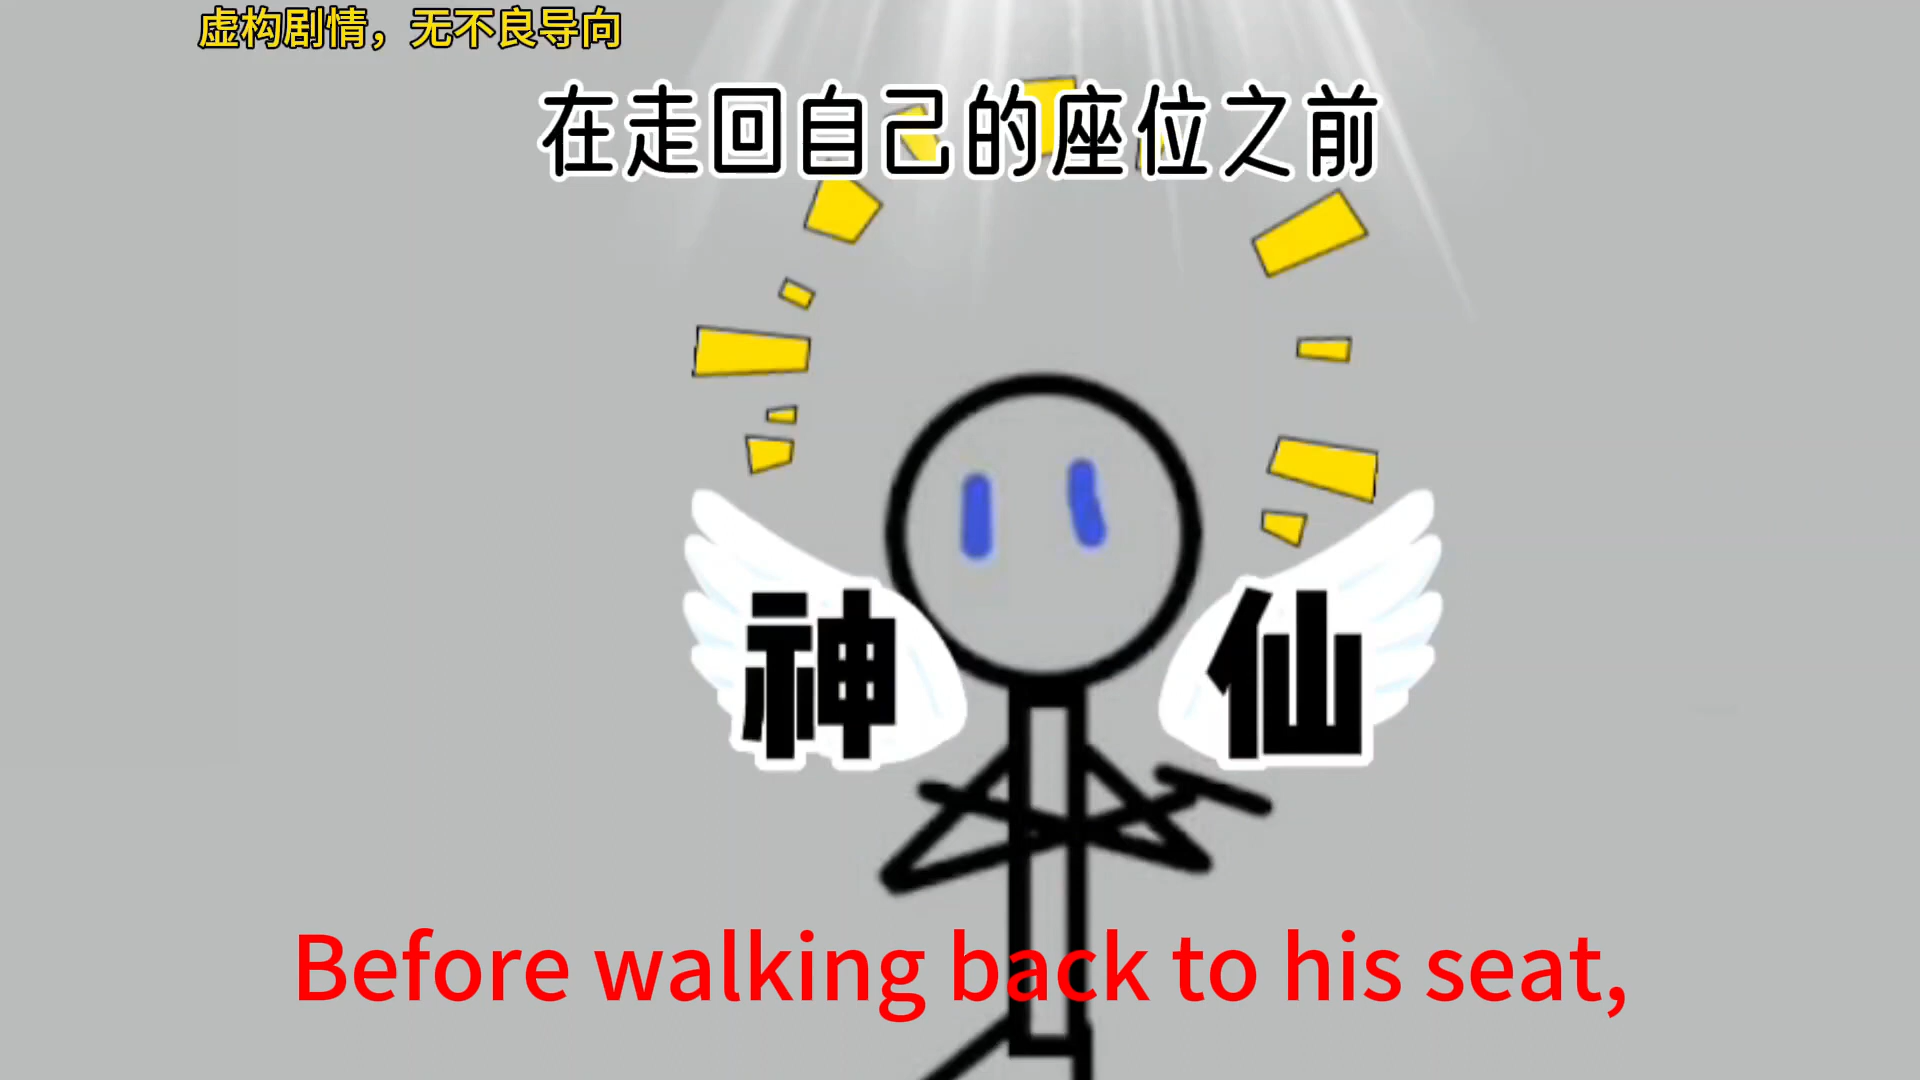 虚构剧情，无不良导向
在走回自己的座位之前
神 仙
Before walking back to his seat,